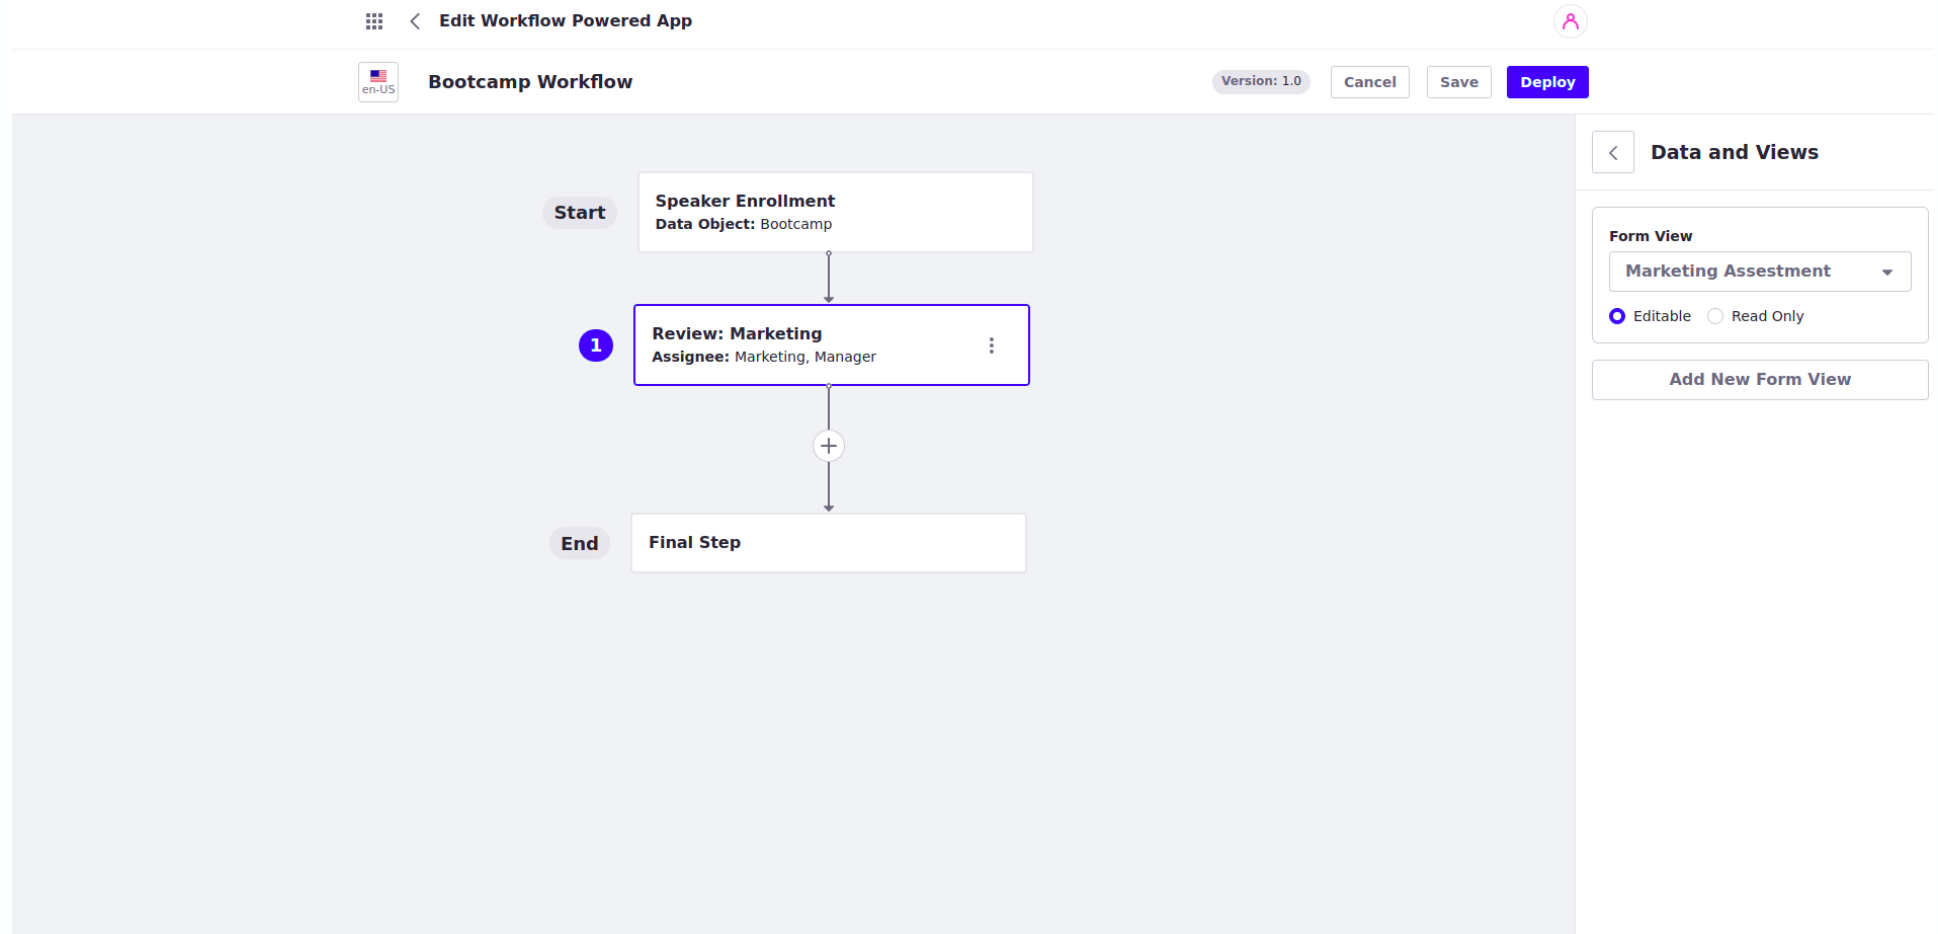 Edit Workflow Powered App
en-US
Bootcamp Workflow
Version: 1.0
Cancel
Save
Deploy
Data and Views
Start
Speaker Enrollment
Data Object: Bootcamp
Form View
Marketing Assestment
Editable
Read Only
1
Review: Marketing
Assignee: Marketing, Manager
Add New Form View
End
Final Step